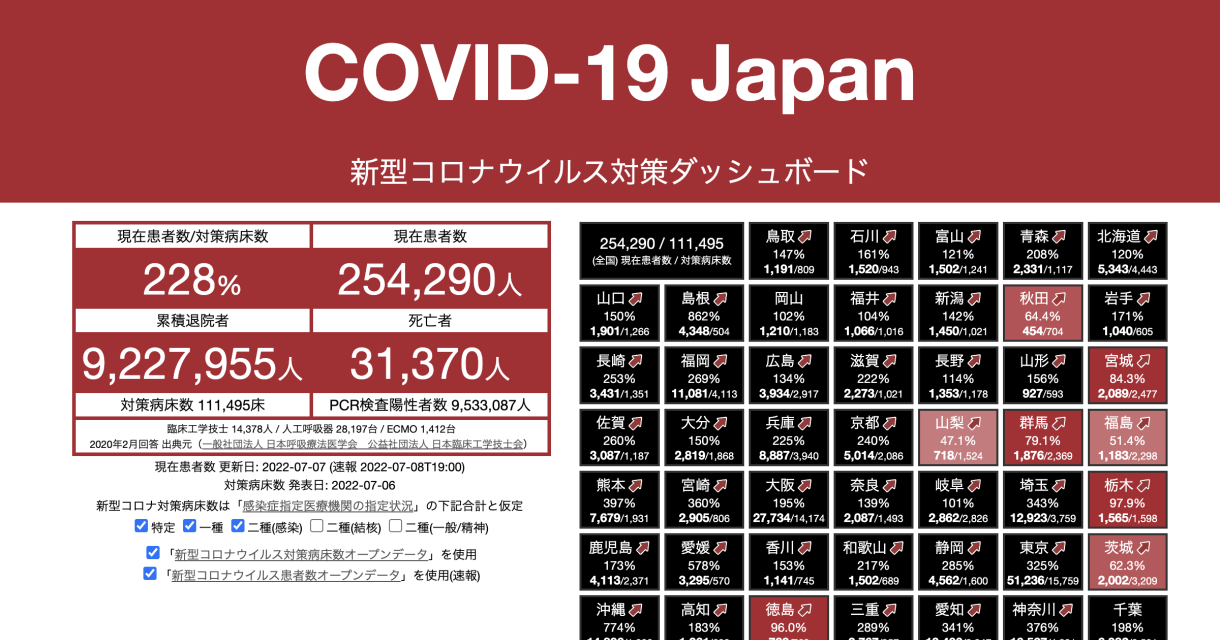 COVID-19 Japan
新型コロナウイルス対策ダッシュボード
現在患者数/対策病床数
現在患者数
228%
254,290人
累積退院者
死亡者
9,227,955人
31,370人
対策病床数 111,495床
PCR検査陽性者数 9,533,087人
臨床工学技士 14,378人 / 人工呼吸器 28,197台 / ECMO 1,412台
2020年2月回答 出典元（一般社団法人 日本呼吸療法医学会　公益社団法人 日本臨床工学技士会）
現在患者数 更新日: 2022-07-07 (速報 2022-07-08T19:00)
対策病床数 発表日: 2022-07-06
新型コロナ対策病床数は「感染症指定医療機関の指定状況」の下記合計と仮定
特定 一種 二種(感染) 二種(結核) 二種(一般/精神)
「新型コロナウイルス対策病床数オープンデータ」を使用
「新型コロナウイルス患者数オープンデータ」を使用(速報)
254,290 / 111,495
(全国) 現在患者数 / 対策病床数
鳥取
147%
1,191/809
石川
161%
1,520/943
富山
121%
1,502/1,241
青森
208%
2,331/1,117
北海道
120%
5,343/4,443
山口
150%
1,901/1,266
島根
862%
4,348/504
岡山
102%
1,210/1,183
福井
104%
1,066/1,016
新潟
142%
1,450/1,021
秋田
64.4%
454/704
岩手
171%
1,040/605
長崎
253%
3,431/1,351
福岡
269%
11,081/4,113
広島
134%
3,934/2,917
滋賀
222%
2,273/1,021
長野
114%
1,353/1,178
山形
156%
927/593
宮城
84.3%
2,089/2,477
佐賀
260%
3,087/1,187
大分
150%
2,819/1,868
兵庫
225%
8,887/3,940
京都
240%
5,014/2,086
山梨
47.1%
718/1,524
群馬
79.1%
1,876/2,369
福島
51.4%
1,183/2,298
熊本
397%
7,679/1,931
宮崎
360%
2,905/806
大阪
195%
27,734/14,174
奈良
139%
2,087/1,493
岐阜
101%
2,862/2,826
埼玉
343%
12,923/3,759
栃木
97.9%
1,565/1,598
鹿児島
173%
4,113/2,371
愛媛
578%
3,295/570
香川
153%
1,141/745
和歌山
217%
1,502/689
静岡
285%
4,562/1,600
東京
325%
51,236/15,759
茨城
62.3%
2,002/3,209
沖縄
774%
高知
183%
徳島
96.0%
三重
289%
愛知
341%
神奈川
376%
千葉
198%